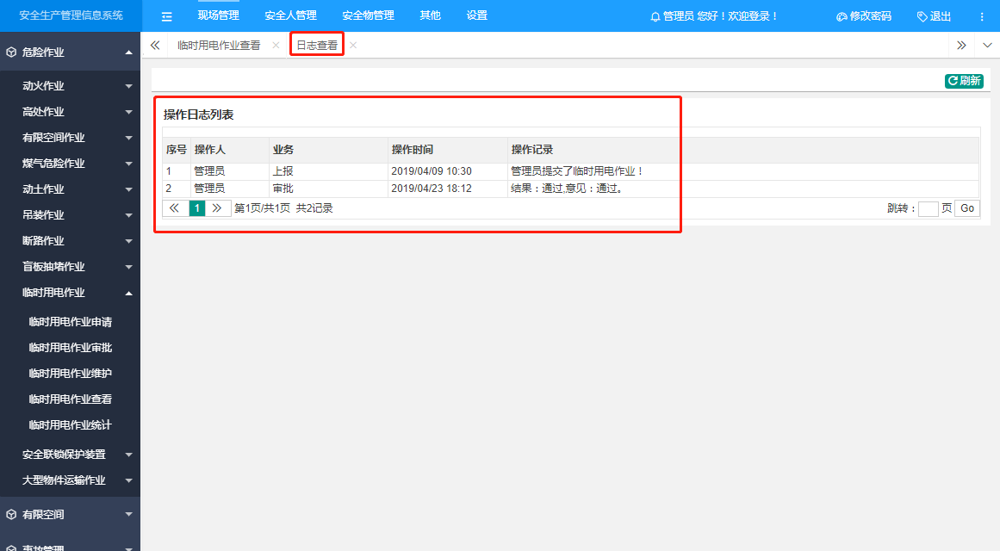 安全生产管理信息系统
现场管理 安全人管理 安全物管理 其他 设置
管理员 您好！欢迎登录！ 修改密码 退出
危险作业
动火作业
高处作业
有限空间作业
煤气危险作业
动土作业
吊装作业
断路作业
盲板抽堵作业
临时用电作业
临时用电作业申请
临时用电作业审批
临时用电作业维护
临时用电作业查看
临时用电作业统计
安全联锁保护装置
大型物件运输作业
有限空间
事故管理
临时用电作业查看 日志查看
刷新
操作日志列表
序号 操作人 业务 操作时间 操作记录
1 管理员 上报 2019/04/09 10:30 管理员提交了临时用电作业！
2 管理员 审批 2019/04/23 18:12 结果：通过,意见：通过。
1 第1页/共1页 共2记录 跳转： 页 Go